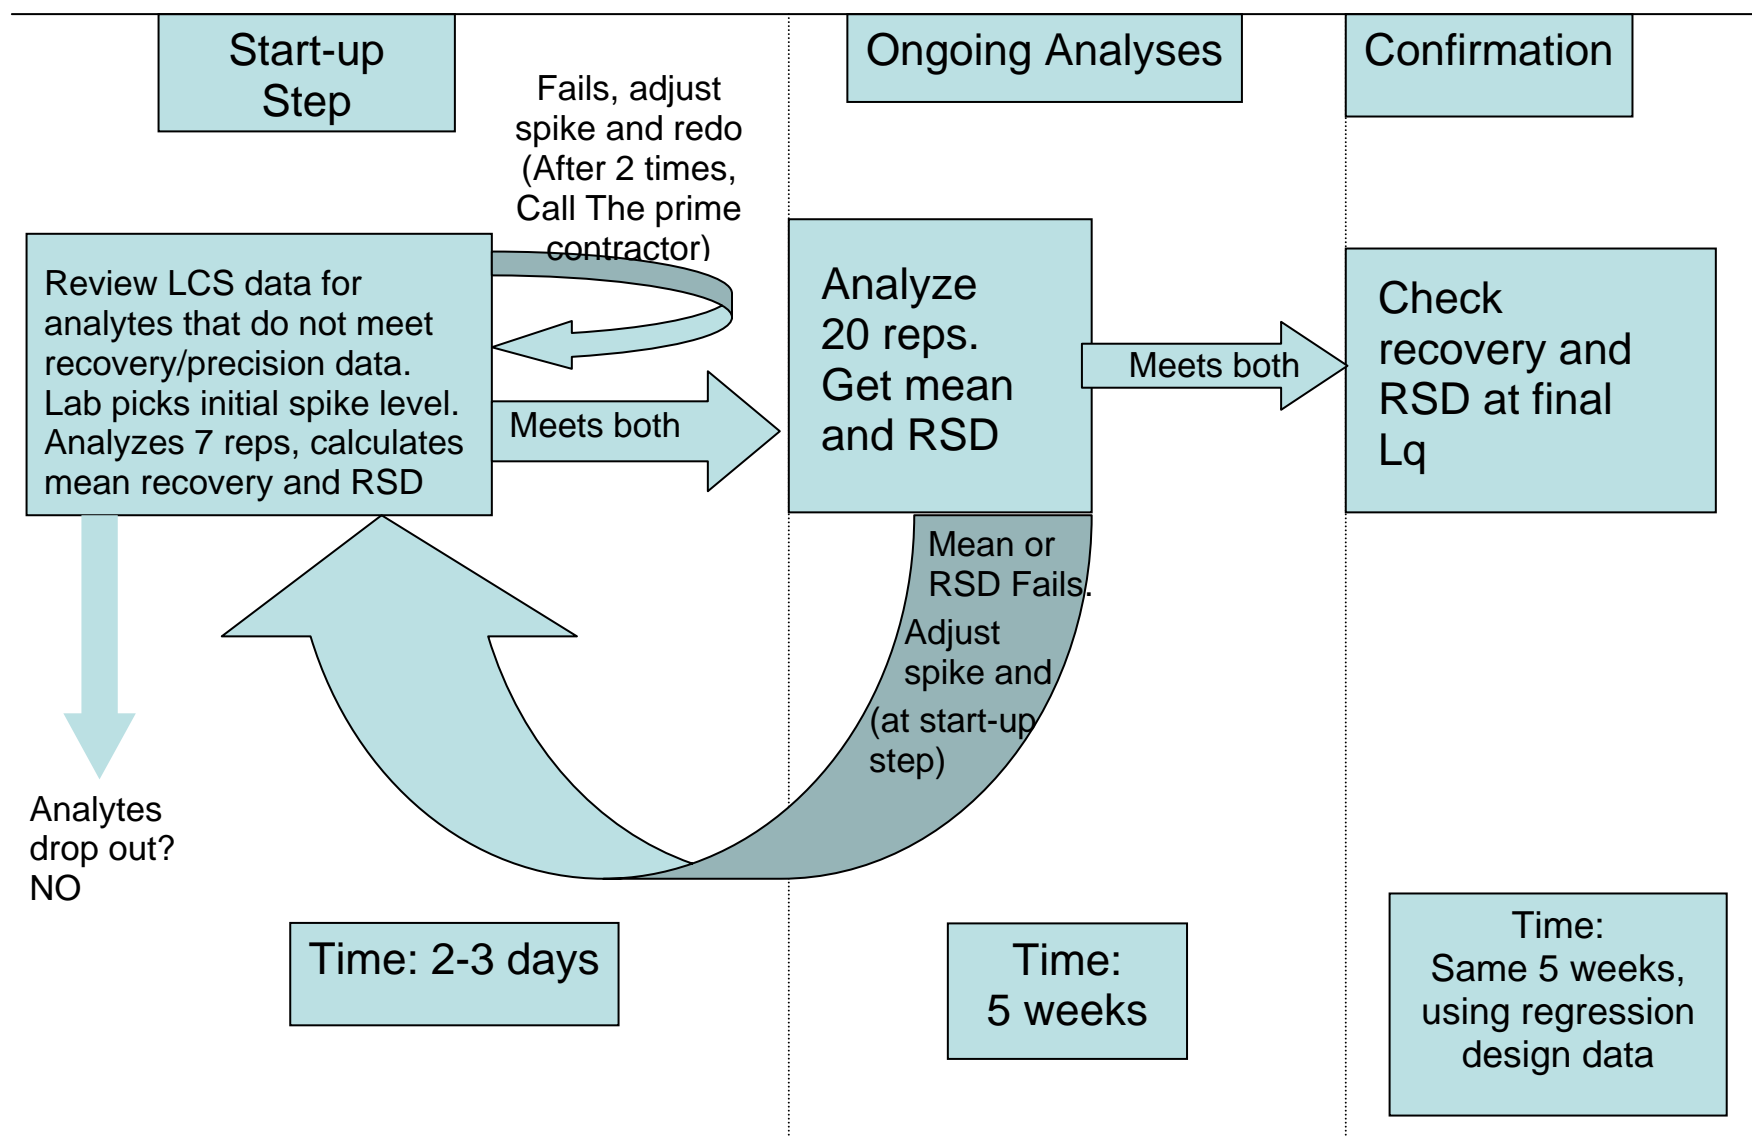 Start-up
Step
Ongoing Analyses
Confirmation
Fails, adjust
spike and redo
(After 2 times,
Call The prime
contractor)
Review LCS data for
analytes that do not meet
recovery/precision data.
Lab picks initial spike level.
Analyzes 7 reps, calculates
mean recovery and RSD
Meets both
Analyze
20 reps.
Get mean
and RSD
Meets both
Check
recovery and
RSD at final
Lq
Mean or
RSD Fails.
Adjust
spike and
(at start-up
step)
Analytes
drop out?
NO
Time: 2-3 days
Time:
5 weeks
Time:
Same 5 weeks,
using regression
design data